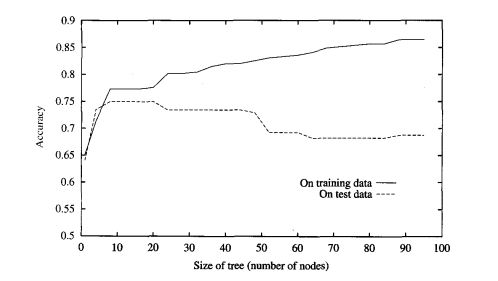 0.9
0.85
0.8
0.75
0.7
0.65
0.6
0.55
0.5
Accuracy
On training data
On test data
0 10 20 30 40 50 60 70 80 90 100
Size of tree (number of nodes)